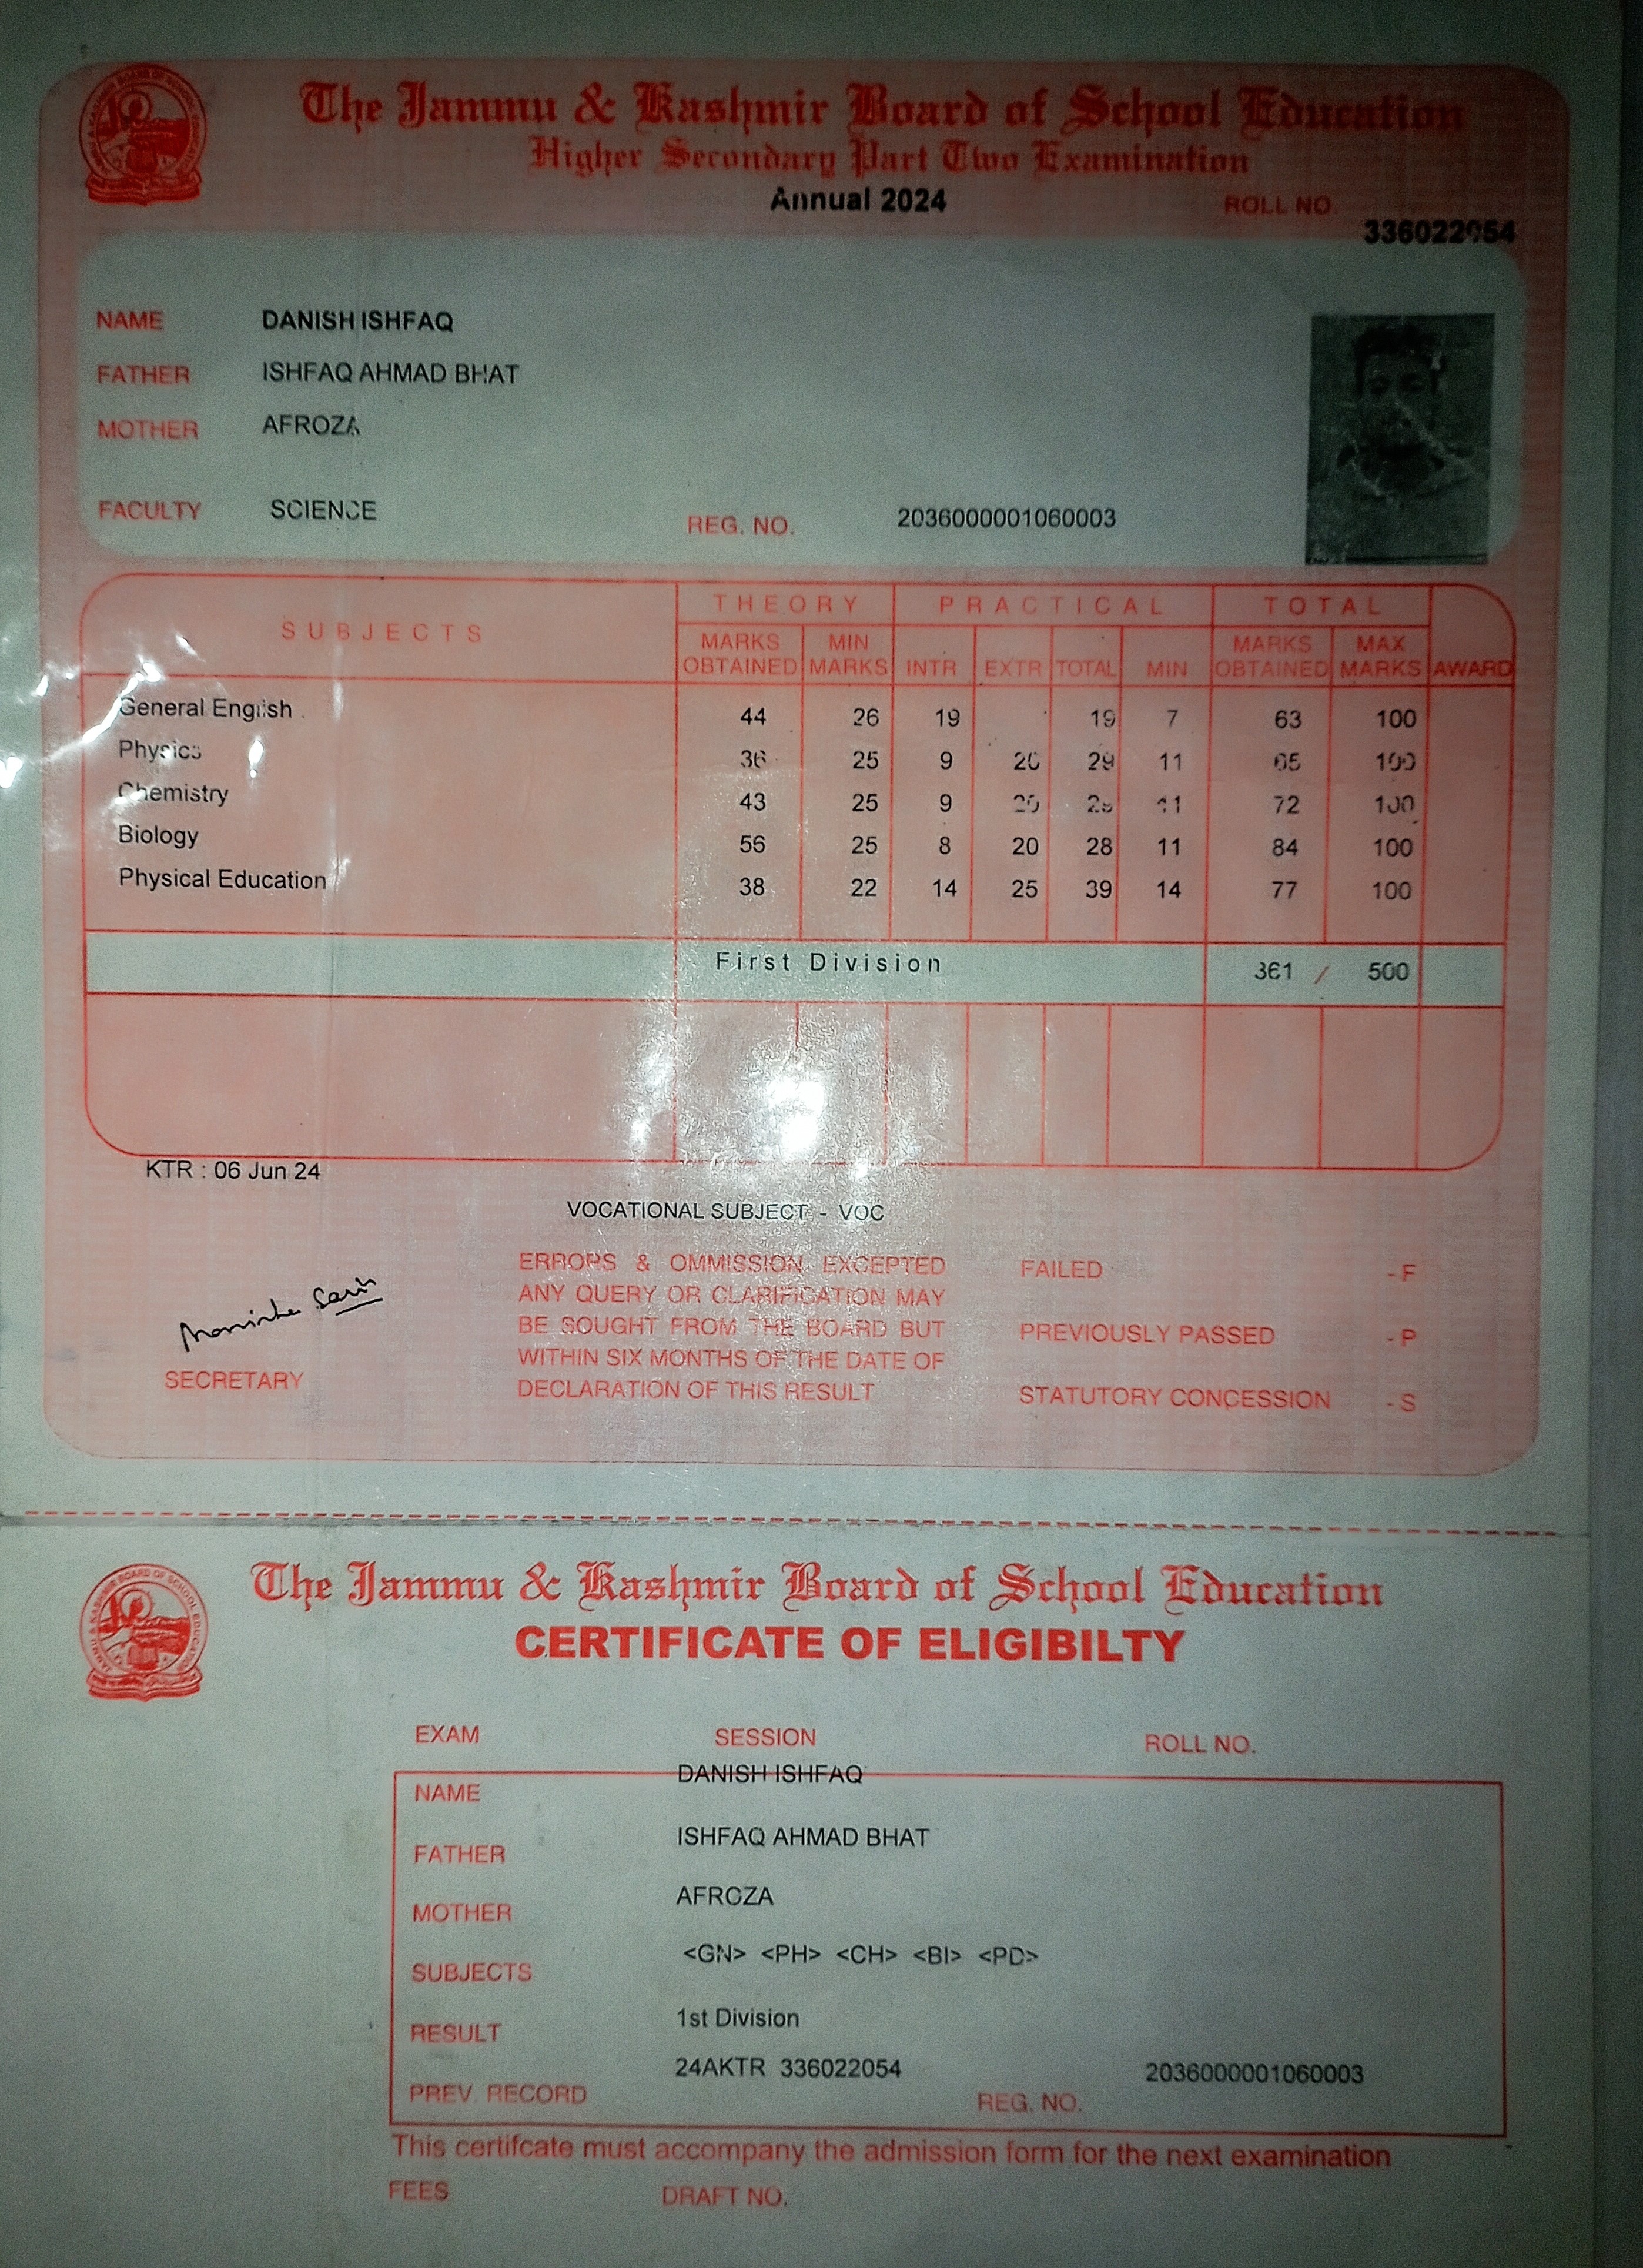 The Jammu & Kashmir Board of School Education
Higher Secondary Part Two Examination
Annual 2024
ROLL NO.
336022054
NAME DANISH ISHFAQ
FATHER ISHFAQ AHMAD BHAT
MOTHER AFROZA
FACULTY SCIENCE REG. NO. 2036000001060003
SUBJECTS THEORY PRACTICAL TOTAL
MARKS OBTAINED MIN MARKS INTR EXTR TOTAL MIN MARKS OBTAINED MAX MARKS AWARD
General English 44 26 19 19 7 63 100
Physics 36 25 9 20 29 11 65 100
Chemistry 43 25 9 20 29 11 72 100
Biology 56 25 8 20 28 11 84 100
Physical Education 38 22 14 25 39 14 77 100
First Division 361 / 500
KTR : 06 Jun 24
VOCATIONAL SUBJECT - VOC
ERRORS & OMMISSION EXCEPTED
ANY QUERY OR CLARIFICATION MAY
BE SOUGHT FROM THE BOARD BUT
WITHIN SIX MONTHS OF THE DATE OF
DECLARATION OF THIS RESULT
FAILED - F
PREVIOUSLY PASSED - P
STATUTORY CONCESSION - S
SECRETARY
The Jammu & Kashmir Board of School Education
CERTIFICATE OF ELIGIBILTY
EXAM SESSION ROLL NO.
NAME DANISH ISHFAQ
FATHER ISHFAQ AHMAD BHAT
MOTHER AFROZA
SUBJECTS <GN> <PH> <CH> <BI> <PD>
RESULT 1st Division
PREV. RECORD 24AKTR 336022054 REG. NO. 2036000001060003
This certifcate must accompany the admission form for the next examination
FEES DRAFT NO.